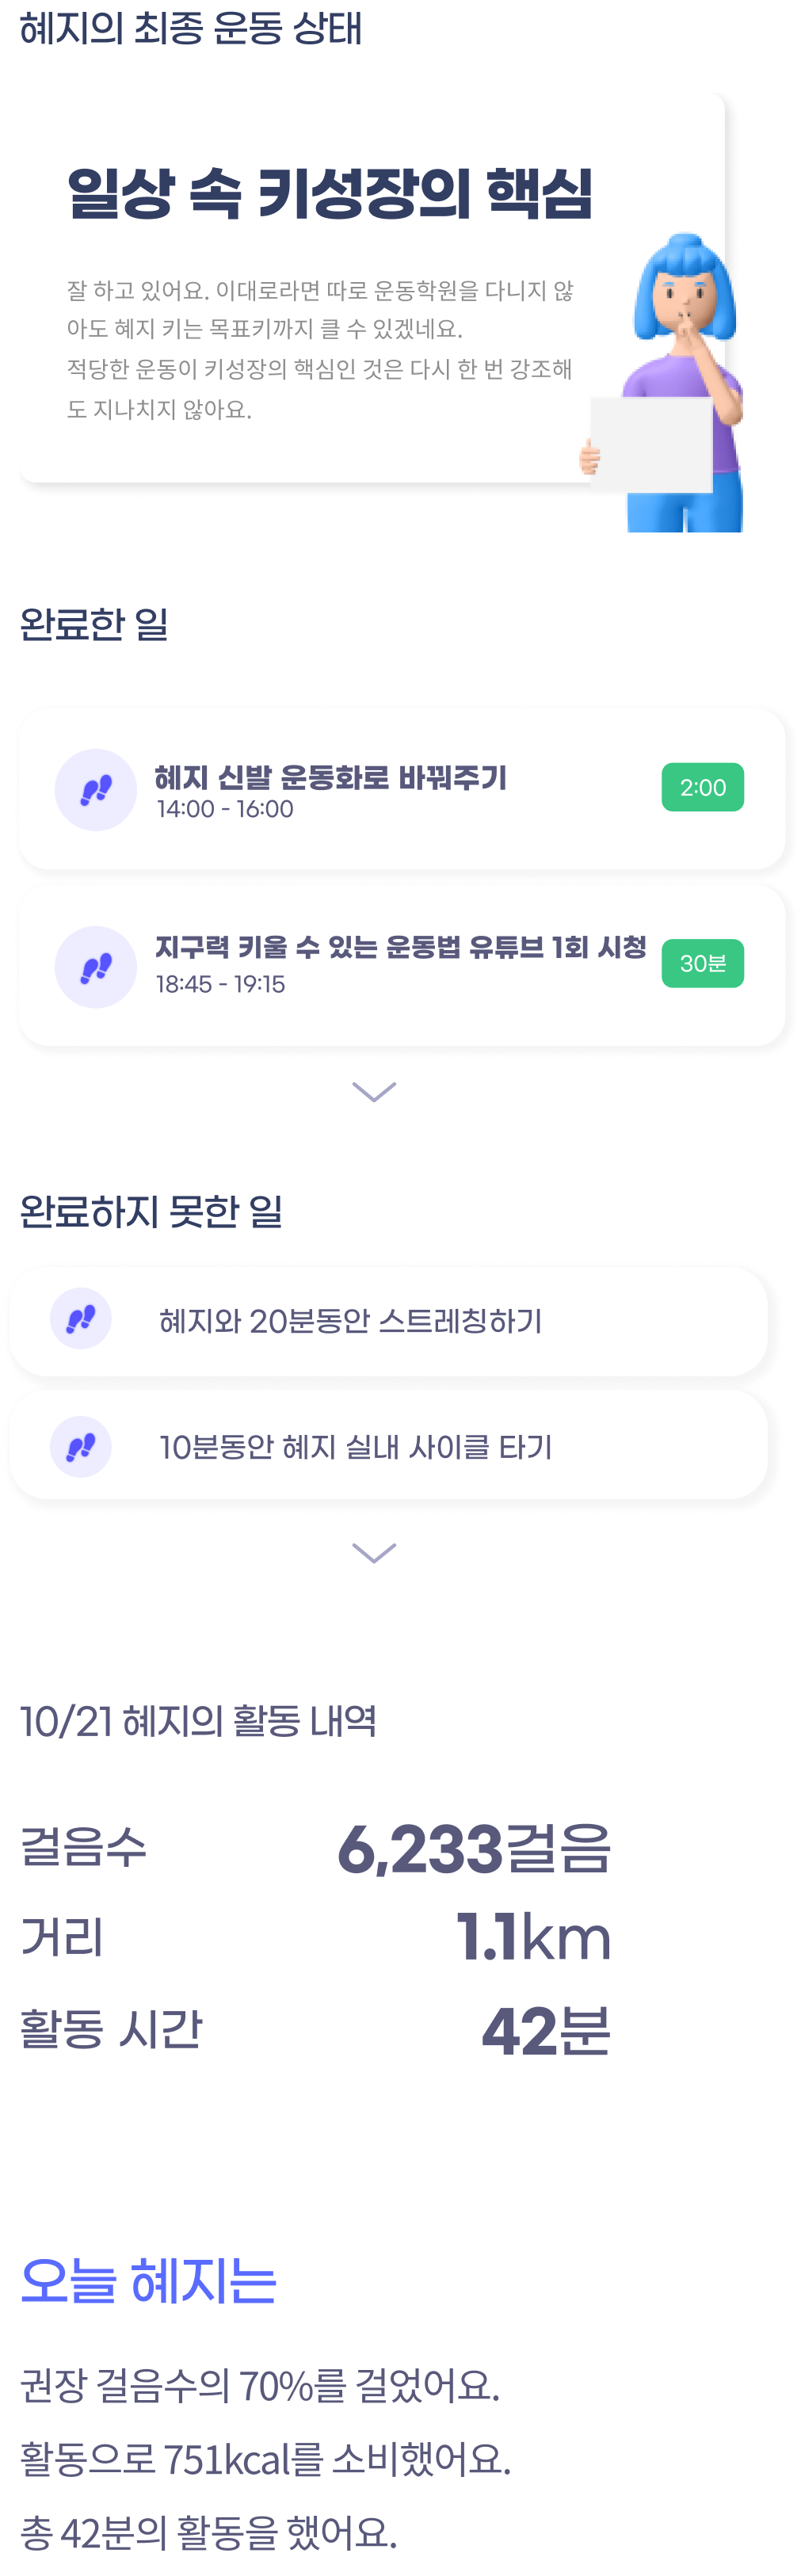 혜지의 최종 운동 상태
일상 속 키성장의 핵심
잘 하고 있어요. 이대로라면 따로 운동학원을 다니지 않
아도 혜지 키는 목표키까지 클 수 있겠네요.
적당한 운동이 키성장의 핵심인 것은 다시 한 번 강조해
도 지나치지 않아요.
완료한 일
혜지 신발 운동화로 바꿔주기
14:00 - 16:00
2:00
지구력 키울 수 있는 운동법 유튜브 1회 시청
18:45 - 19:15
30분
완료하지 못한 일
혜지와 20분동안 스트레칭하기
10분동안 혜지 실내 사이클 타기
10/21 혜지의 활동 내역
걸음수 6,233걸음
거리 1.1km
활동 시간 42분
오늘 혜지는
권장 걸음수의 70%를 걸었어요.
활동으로 751kcal를 소비했어요.
총 42분의 활동을 했어요.